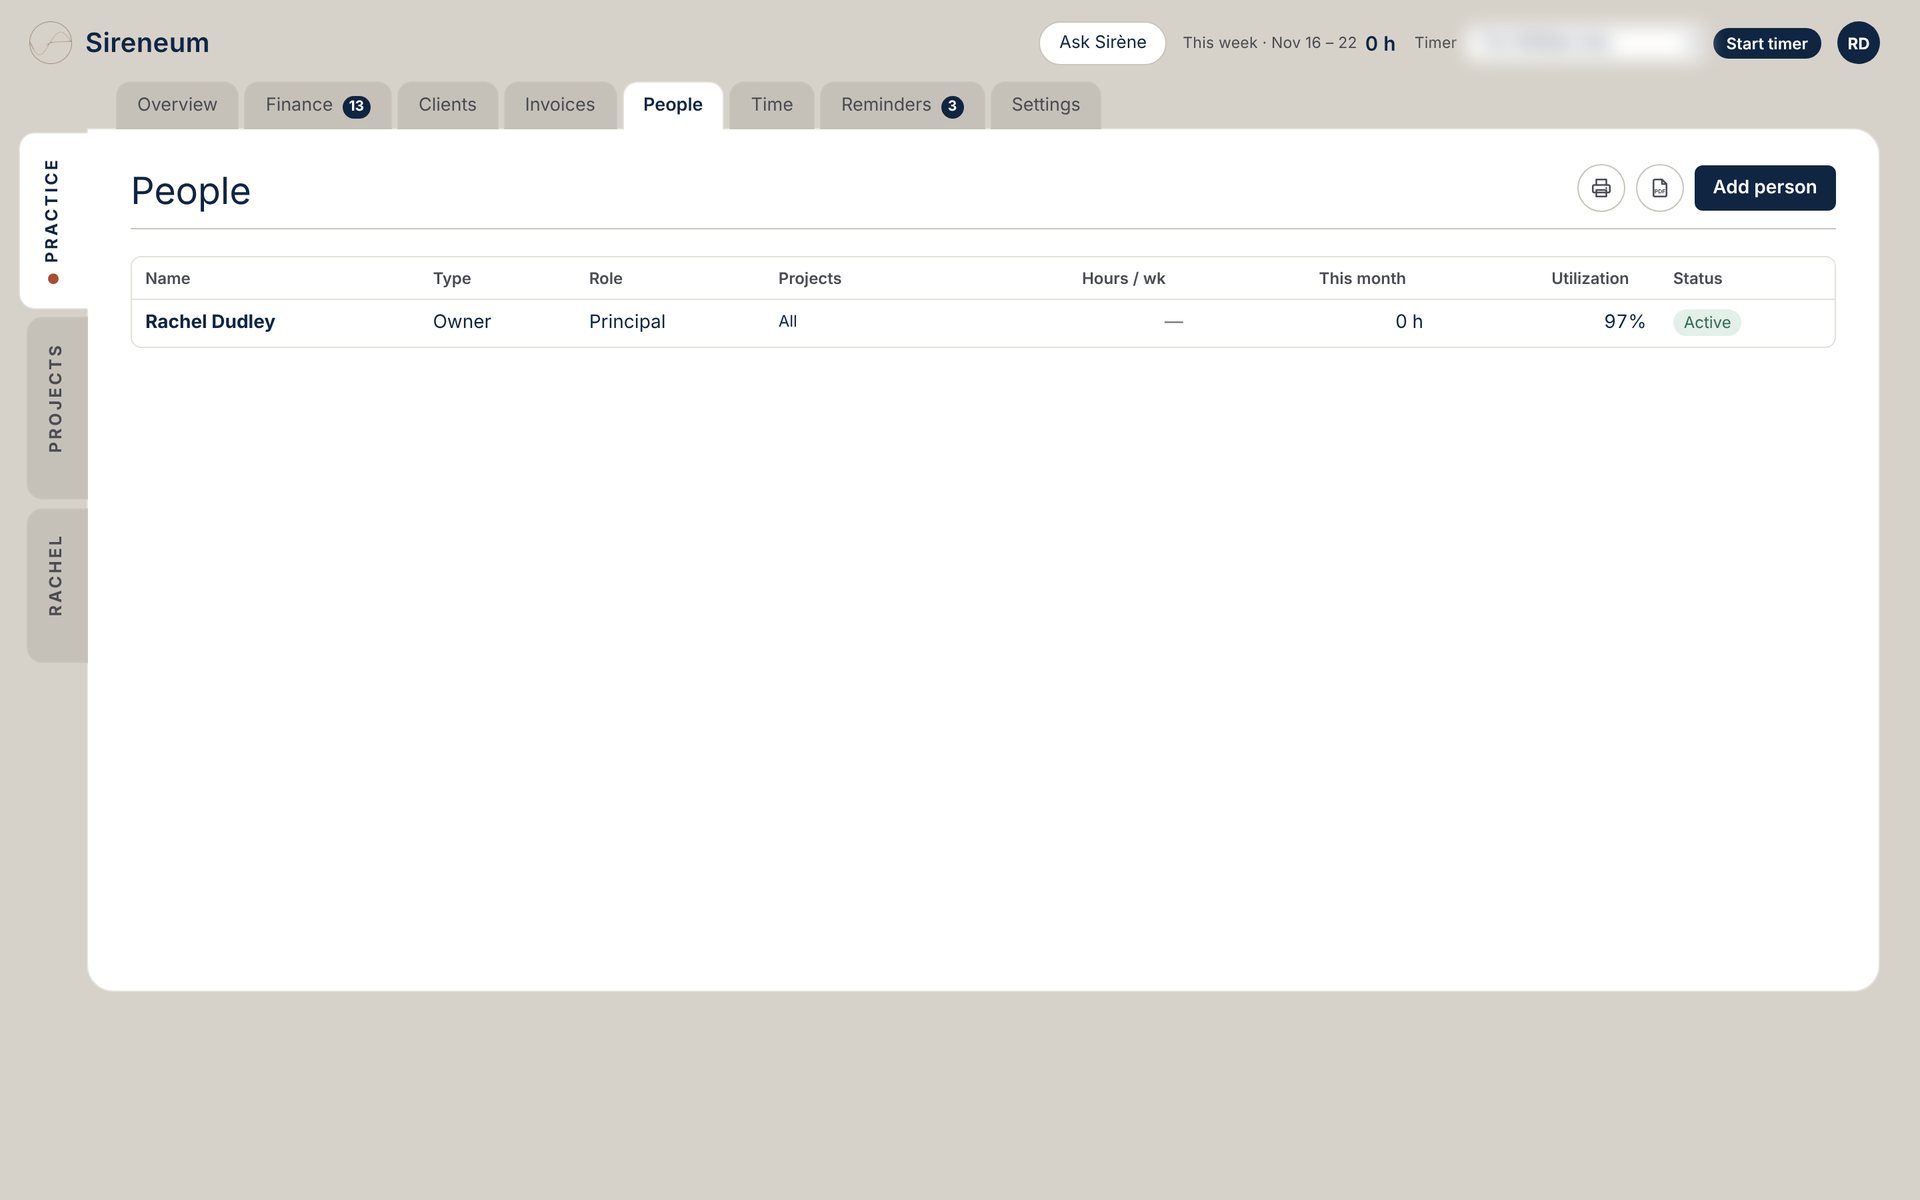 Sireneum
Ask Sirène
This week · Nov 16 – 22 0 h
Timer
Start timer
RD
Overview
Finance 13
Clients
Invoices
People
Time
Reminders 3
Settings
PRACTICE
PROJECTS
RACHEL
People
PDF
Add person
Name Type Role Projects Hours / wk This month Utilization Status
Rachel Dudley Owner Principal All — 0 h 97% Active